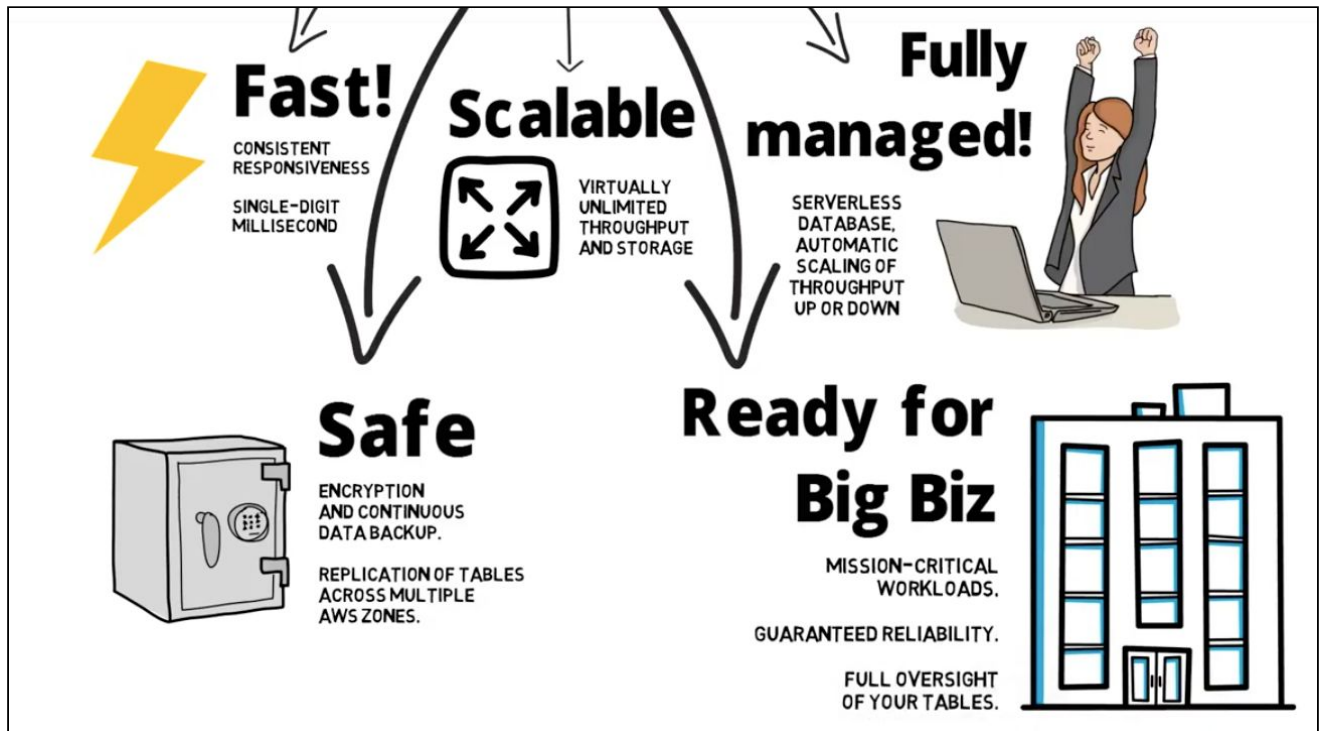 Fast!
CONSISTENT
RESPONSIVENESS
SINGLE-DIGIT
MILLISECOND
Scalable
VIRTUALLY
UNLIMITED
THROUGHPUT
AND STORAGE
Fully
managed!
SERVERLESS
DATABASE,
AUTOMATIC
SCALING OF
THROUGHPUT
UP OR DOWN
Safe
ENCRYPTION
AND CONTINUOUS
DATA BACKUP.
REPLICATION OF TABLES
ACROSS MULTIPLE
AWS ZONES.
Ready for
Big Biz
MISSION-CRITICAL
WORKLOADS.
GUARANTEED RELIABILITY.
FULL OVERSIGHT
OF YOUR TABLES.